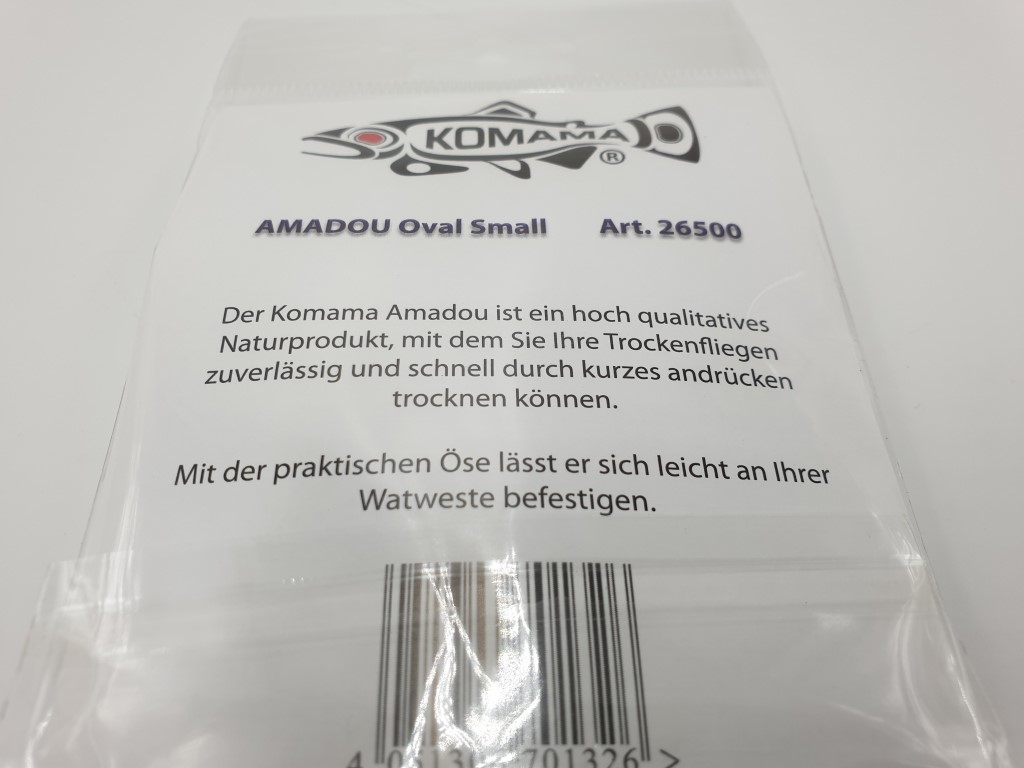 KOMAMA
®
AMADOU Oval Small Art. 26500
Der Komama Amadou ist ein hoch qualitatives
Naturprodukt, mit dem Sie Ihre Trockenfliegen
zuverlässig und schnell durch kurzes andrücken
trocknen können.
Mit der praktischen Öse lässt er sich leicht an Ihrer
Watweste befestigen.